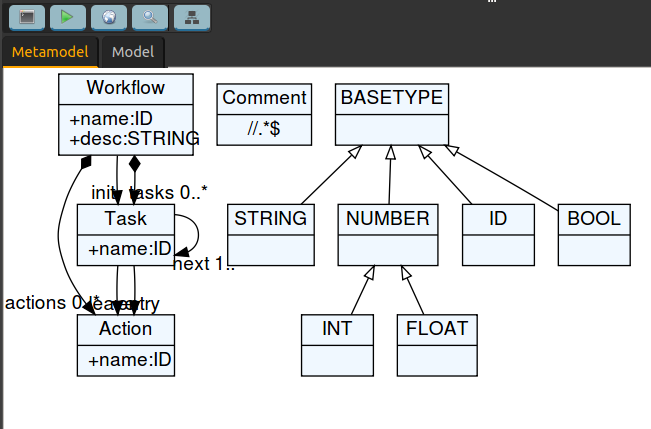 Metamodel Model
Workflow
+name:ID
+desc:STRING
Comment
//.*$
BASETYPE
init tasks 0..*
Task
+name:ID
next 1..
STRING
NUMBER
ID
BOOL
actions 0..*
entry
Action
+name:ID
INT
FLOAT